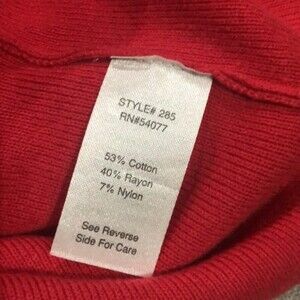 STYLE# 285
RN#54077
53% Cotton
40% Rayon
7% Nylon
See Reverse
Side For Care